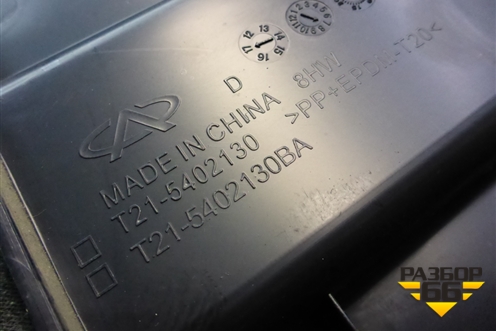 D
MADE IN CHINA 8HW
T21-5402130 >PP+EPDM-T20<
T21-5402130BA
РАЗБОР
66